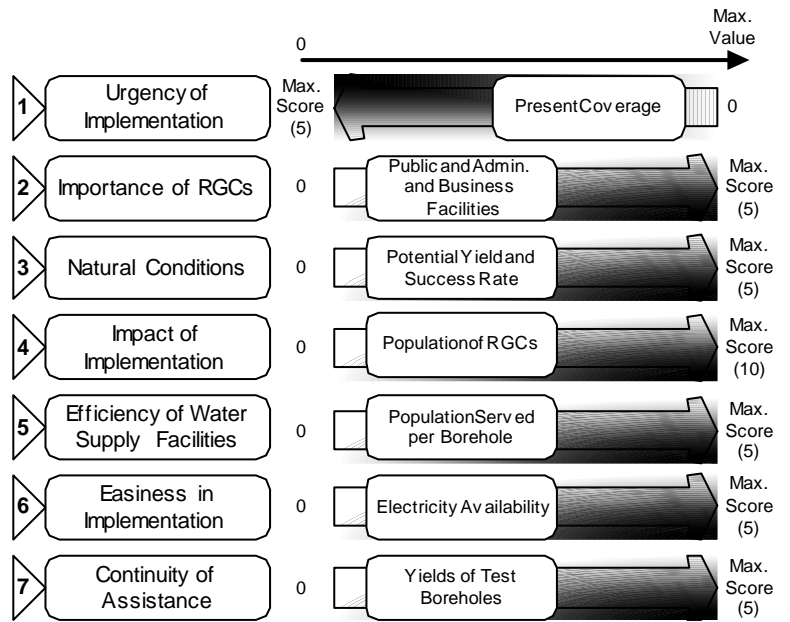 0
Max.
Value
1
Urgency of
Implementation
Max.
Score
(5)
Present Coverage
0
2
Importance of RGCs
0
Public and Admin.
and Business
Facilities
Max.
Score
(5)
3
Natural Conditions
0
Potential Yield and
Success Rate
Max.
Score
(5)
4
Impact of
Implementation
0
Population of RGCs
Max.
Score
(10)
5
Efficiency of Water
Supply Facilities
0
Population Served
per Borehole
Max.
Score
(5)
6
Easiness in
Implementation
0
Electricity Availability
Max.
Score
(5)
7
Continuity of
Assistance
0
Yields of Test
Boreholes
Max.
Score
(5)